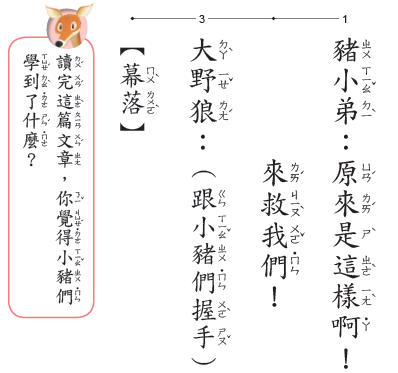 1
豬小弟：原來是這樣啊！
來救我們！
3
大野狼：（跟小豬們握手）
【幕落】
讀完這篇文章，你覺得小豬們
學到了什麼？